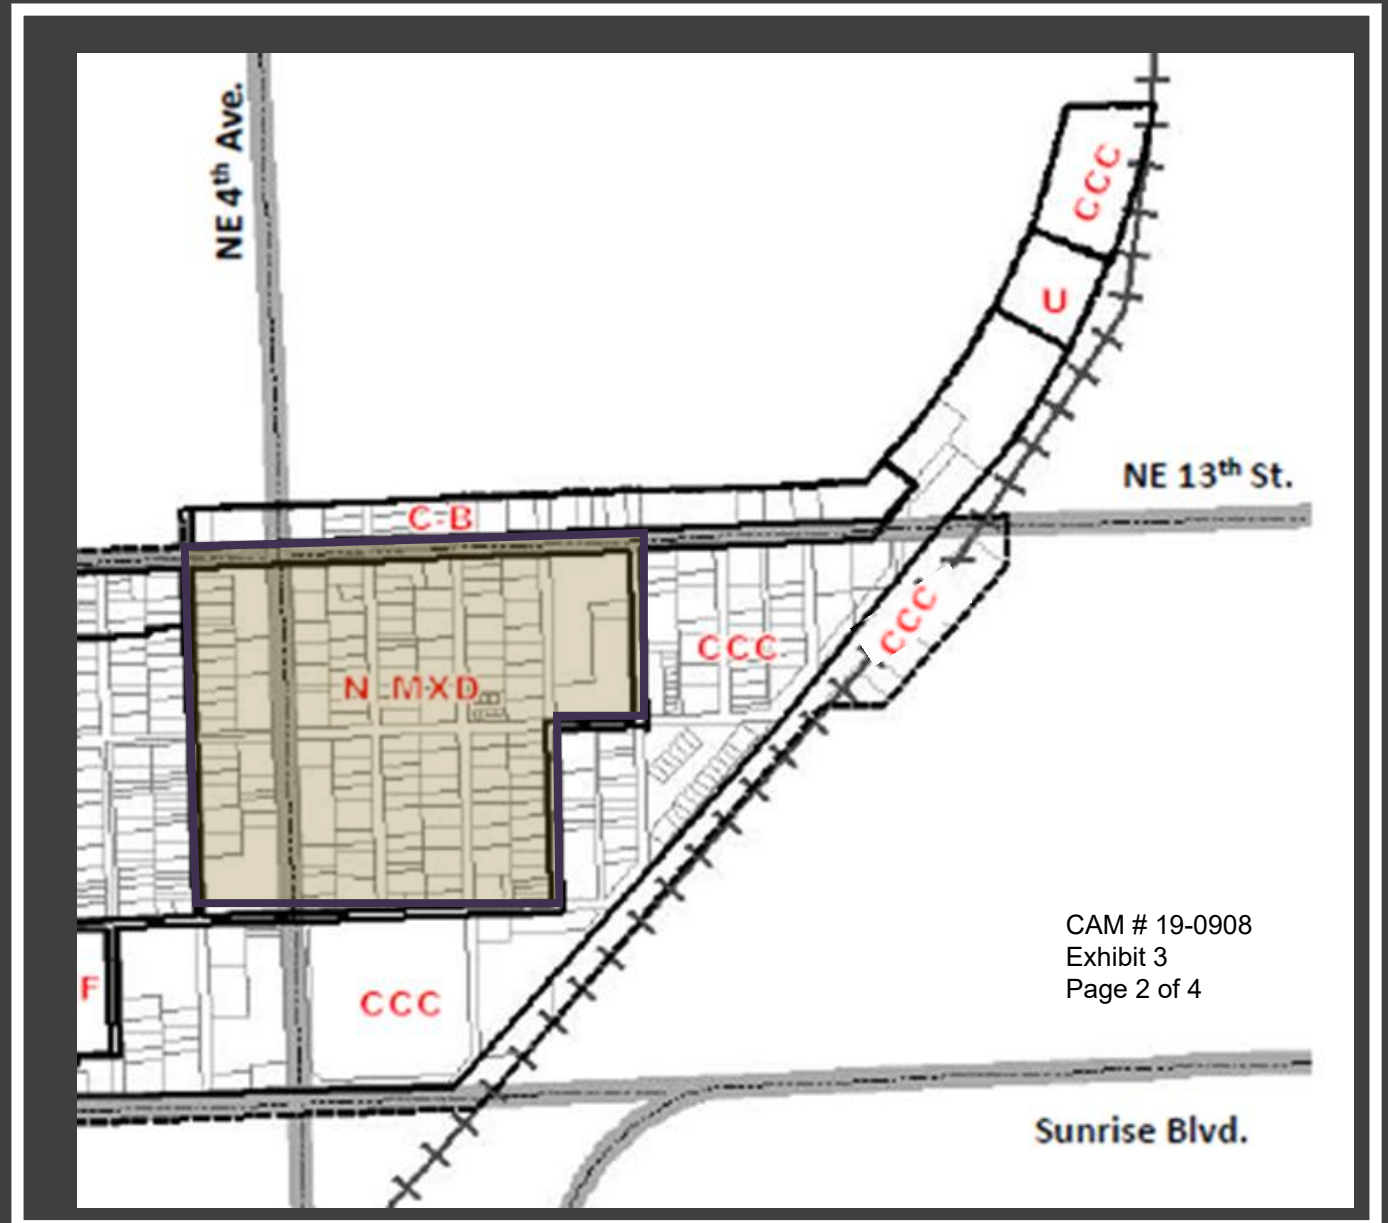 NE 4th Ave.
CCC
U
NE 13th St.
C-B
CCC
CCC
N MXD
CAM # 19-0908
Exhibit 3
Page 2 of 4
F
CCC
Sunrise Blvd.